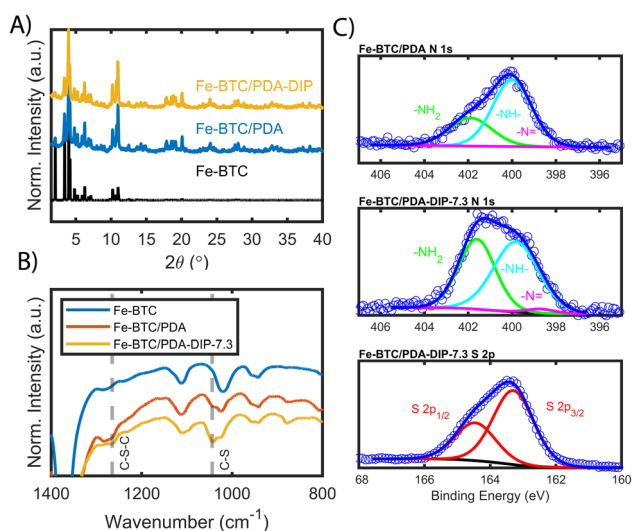 A)
Norm. Intensity (a.u.)
Fe-BTC/PDA-DIP
Fe-BTC/PDA
Fe-BTC
5 10 15 20 25 30 35 40
2θ (°)
B)
Norm. Intensity (a.u.)
Fe-BTC
Fe-BTC/PDA
Fe-BTC/PDA-DIP-7.3
C-S-C
C-S
1400 1200 1000 800
Wavenumber (cm⁻¹)
C)
Fe-BTC/PDA N 1s
-NH₂
-NH-
-N=
406 404 402 400 398 396
Fe-BTC/PDA-DIP-7.3 N 1s
-NH₂
-NH-
-N=
406 404 402 400 398 396
Fe-BTC/PDA-DIP-7.3 S 2p
S 2p₁/₂
S 2p₃/₂
68 166 164 162 160
Binding Energy (eV)